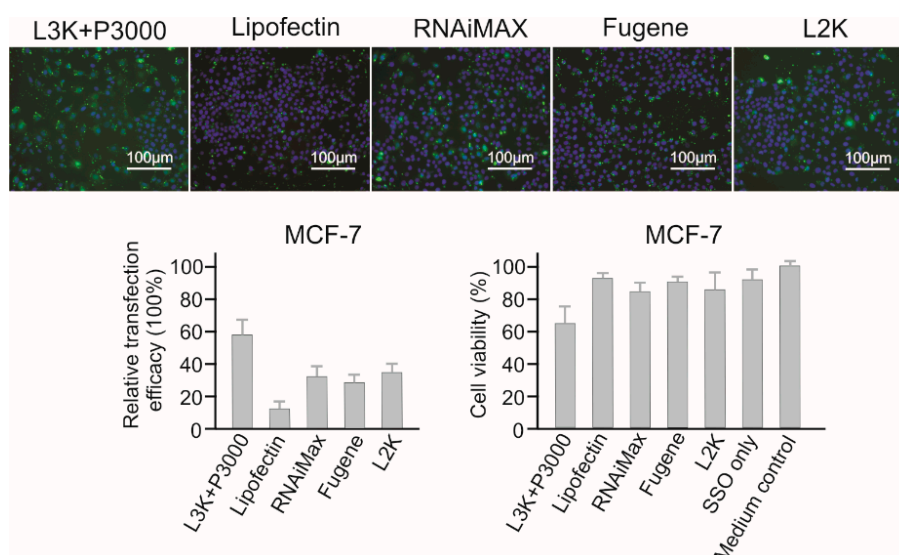 L3K+P3000 Lipofectin RNAiMAX Fugene L2K
100µm 100µm 100µm 100µm 100µm
MCF-7
Relative transfection
efficacy (100%)
100
80
60
40
20
0
L3K+P3000
Lipofectin
RNAiMax
Fugene
L2K
MCF-7
Cell viability (%)
100
80
60
40
20
0
L3K+P3000
Lipofectin
RNAiMax
Fugene
L2K
SSO only
Medium control